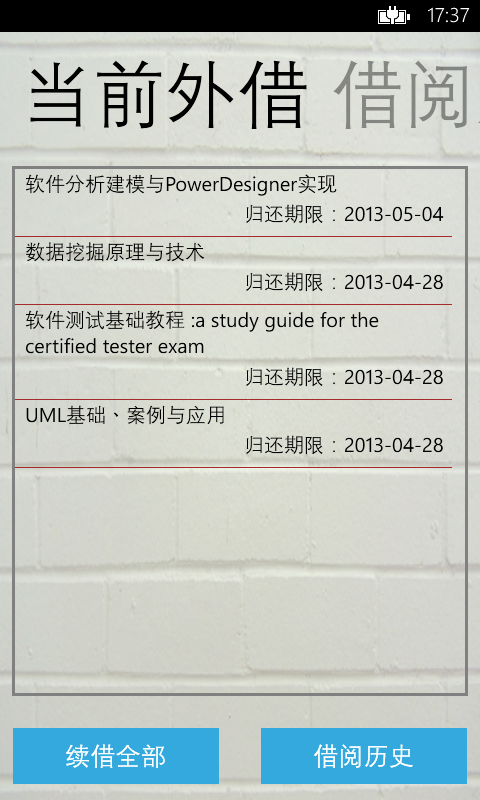 17:37
当前外借 借阅
软件分析建模与PowerDesigner实现
归还期限：2013-05-04
数据挖掘原理与技术
归还期限：2013-04-28
软件测试基础教程 :a study guide for the
certified tester exam
归还期限：2013-04-28
UML基础、案例与应用
归还期限：2013-04-28
续借全部
借阅历史